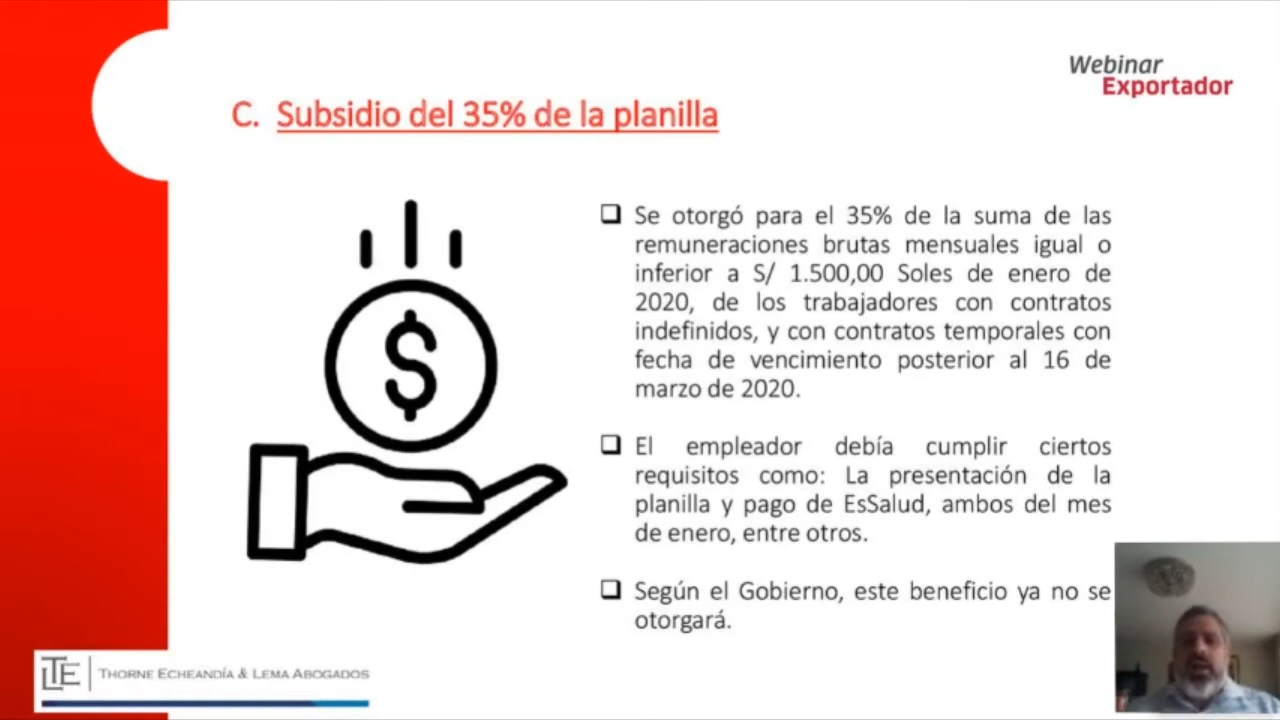 Webinar
Exportador
C. Subsidio del 35% de la planilla
Se otorgó para el 35% de la suma de las
remuneraciones brutas mensuales igual o
inferior a S/ 1.500,00 Soles de enero de
2020, de los trabajadores con contratos
indefinidos, y con contratos temporales con
fecha de vencimiento posterior al 16 de
marzo de 2020.
El empleador debía cumplir ciertos
requisitos como: La presentación de la
planilla y pago de EsSalud, ambos del mes
de enero, entre otros.
Según el Gobierno, este beneficio ya no se
otorgará.
LTE THORNE ECHEANDÍA & LEMA ABOGADOS